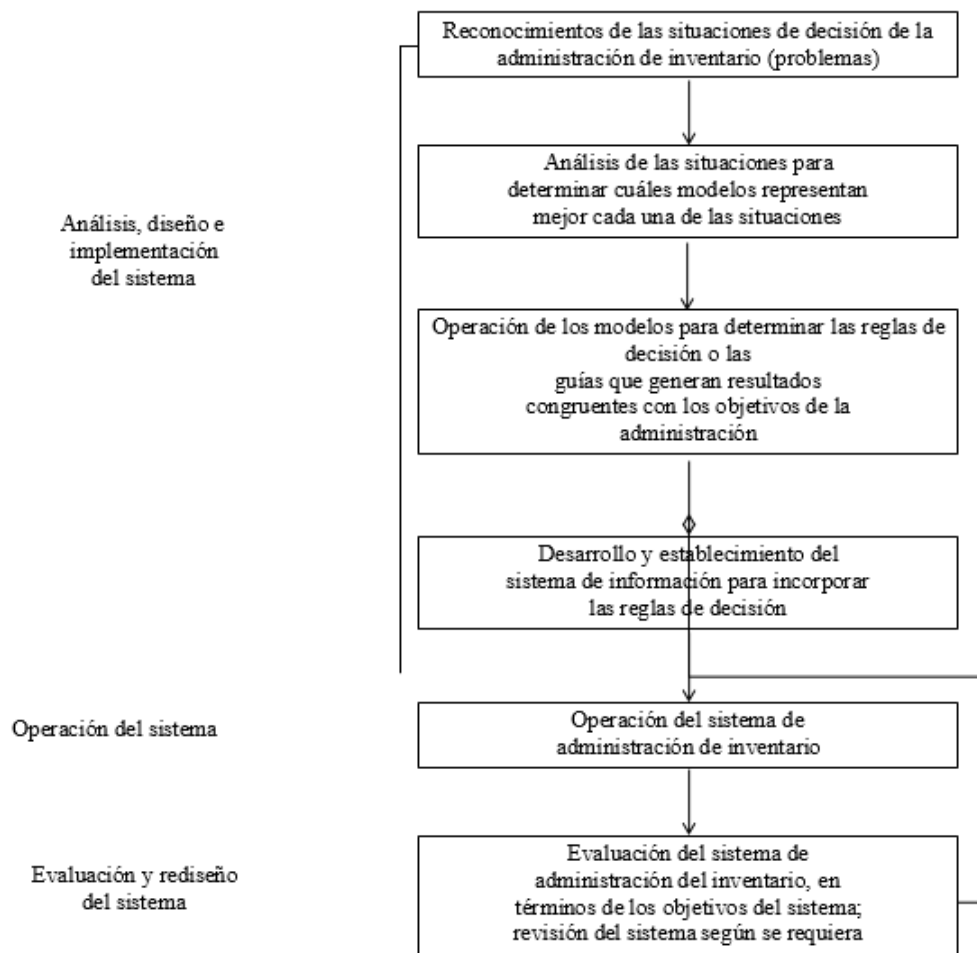 Reconocimientos de las situaciones de decisión de la
administración de inventario (problemas)
Análisis de las situaciones para
determinar cuáles modelos representan
mejor cada una de las situaciones
Análisis, diseño e
implementación
del sistema
Operación de los modelos para determinar las reglas de
decisión o las
guías que generan resultados
congruentes con los objetivos de la
administración
Desarrollo y establecimiento del
sistema de información para incorporar
las reglas de decisión
Operación del sistema
Operación del sistema de
administración de inventario
Evaluación y rediseño
del sistema
Evaluación del sistema de
administración del inventario, en
términos de los objetivos del sistema;
revisión del sistema según se requiera